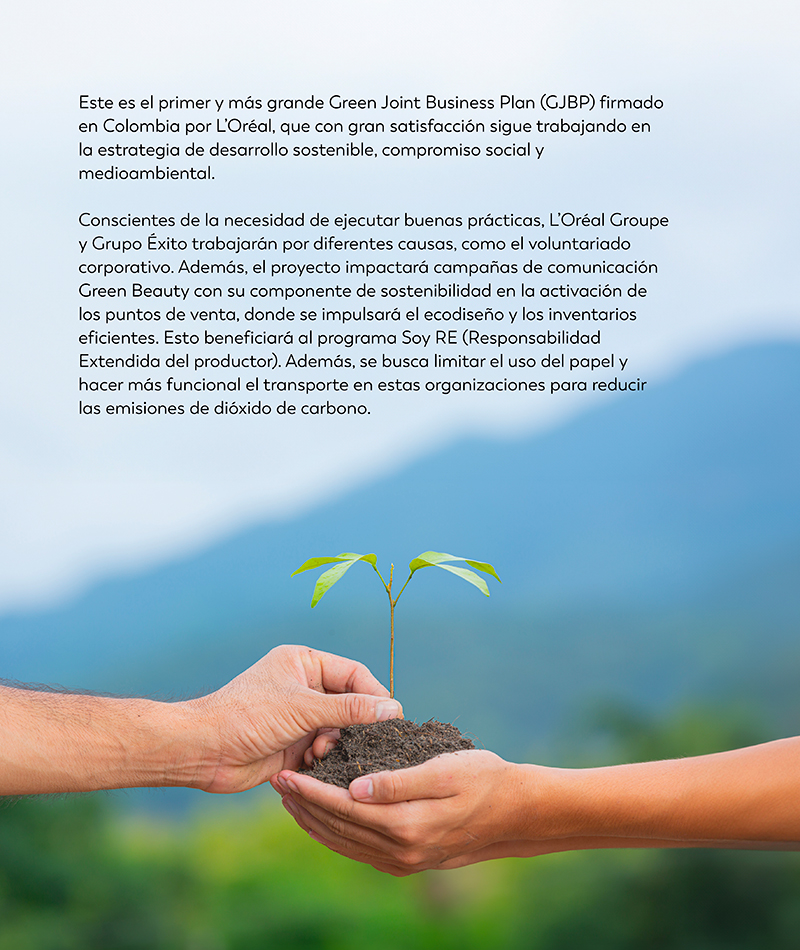 Este es el primer y más grande Green Joint Business Plan (GJBP) firmado
en Colombia por L’Oréal, que con gran satisfacción sigue trabajando en
la estrategia de desarrollo sostenible, compromiso social y
medioambiental.
Conscientes de la necesidad de ejecutar buenas prácticas, L’Oréal Groupe
y Grupo Éxito trabajarán por diferentes causas, como el voluntariado
corporativo. Además, el proyecto impactará campañas de comunicación
Green Beauty con su componente de sostenibilidad en la activación de
los puntos de venta, donde se impulsará el ecodiseño y los inventarios
eficientes. Esto beneficiará al programa Soy RE (Responsabilidad
Extendida del productor). Además, se busca limitar el uso del papel y
hacer más funcional el transporte en estas organizaciones para reducir
las emisiones de dióxido de carbono.